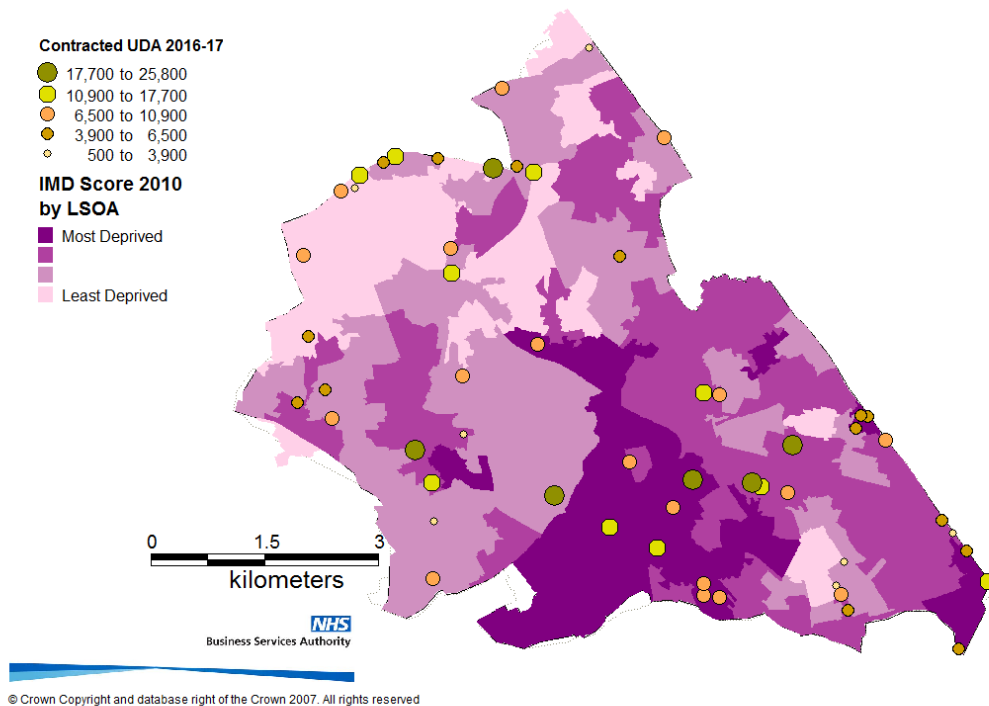 Contracted UDA 2016-17
17,700 to 25,800
10,900 to 17,700
6,500 to 10,900
3,900 to 6,500
500 to 3,900
IMD Score 2010
by LSOA
Most Deprived
Least Deprived
0 1.5 3
kilometers
NHS
Business Services Authority
© Crown Copyright and database right of the Crown 2007. All rights reserved